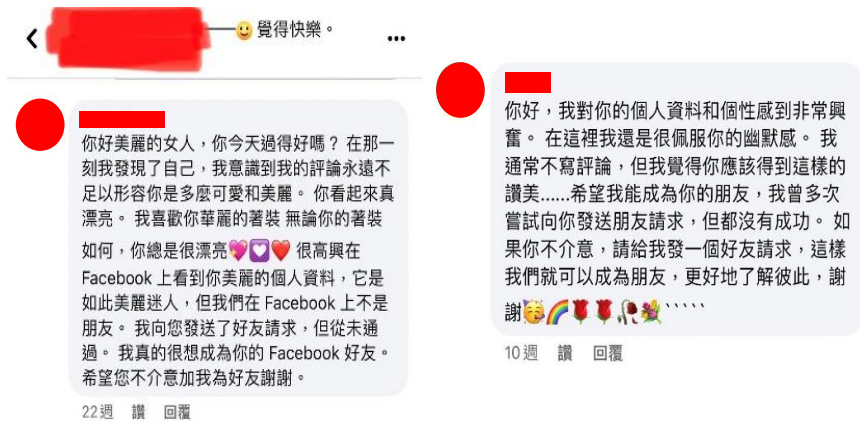 覺得快樂。
你好美麗的女人，你今天過得好嗎？ 在那一
刻我發現了自己，我意識到我的評論永遠不
足以形容你是多麼可愛和美麗。 你看起來真
漂亮。 我喜歡你華麗的著裝 無論你的著裝
如何，你總是很漂亮💖💟❤️ 很高興在
Facebook 上看到你美麗的個人資料，它是
如此美麗迷人，但我們在 Facebook 上不是
朋友。 我向您發送了好友請求，但從未通
過。 我真的很想成為你的 Facebook 好友。
希望您不介意加我為好友謝謝。
22週 讚 回覆
你好，我對你的個人資料和個性感到非常興
奮。 在這裡我還是很佩服你的幽默感。 我
通常不寫評論，但我覺得你應該得到這樣的
讚美......希望我能成為你的朋友，我曾多次
嘗試向你發送朋友請求，但都沒有成功。 如
果你不介意，請給我發一個好友請求，這樣
我們就可以成為朋友，更好地了解彼此，謝
謝🥳🌈🌹🌹🥀💐`````
10週 讚 回覆